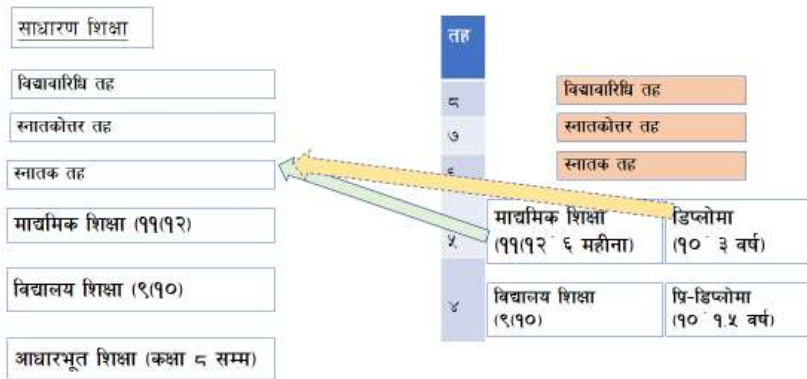 साधारण शिक्षा
विद्यावारिधि तह
स्नातकोत्तर तह
स्नातक तह
माद्यमिक शिक्षा (११(१२)
विद्यालय शिक्षा (९(१०)
आधारभूत शिक्षा (कक्षा ८ सम्म)
तह
८
७
६
५
४
विद्यावारिधि तह
स्नातकोत्तर तह
स्नातक तह
माद्यमिक शिक्षा
(११(१२ ̇ ६ महीना)
डिप्लोमा
(१० ̇ ३ वर्ष)
विद्यालय शिक्षा
(९(१०)
प्रि-डिप्लोमा
(१० ̇ १.५ वर्ष)